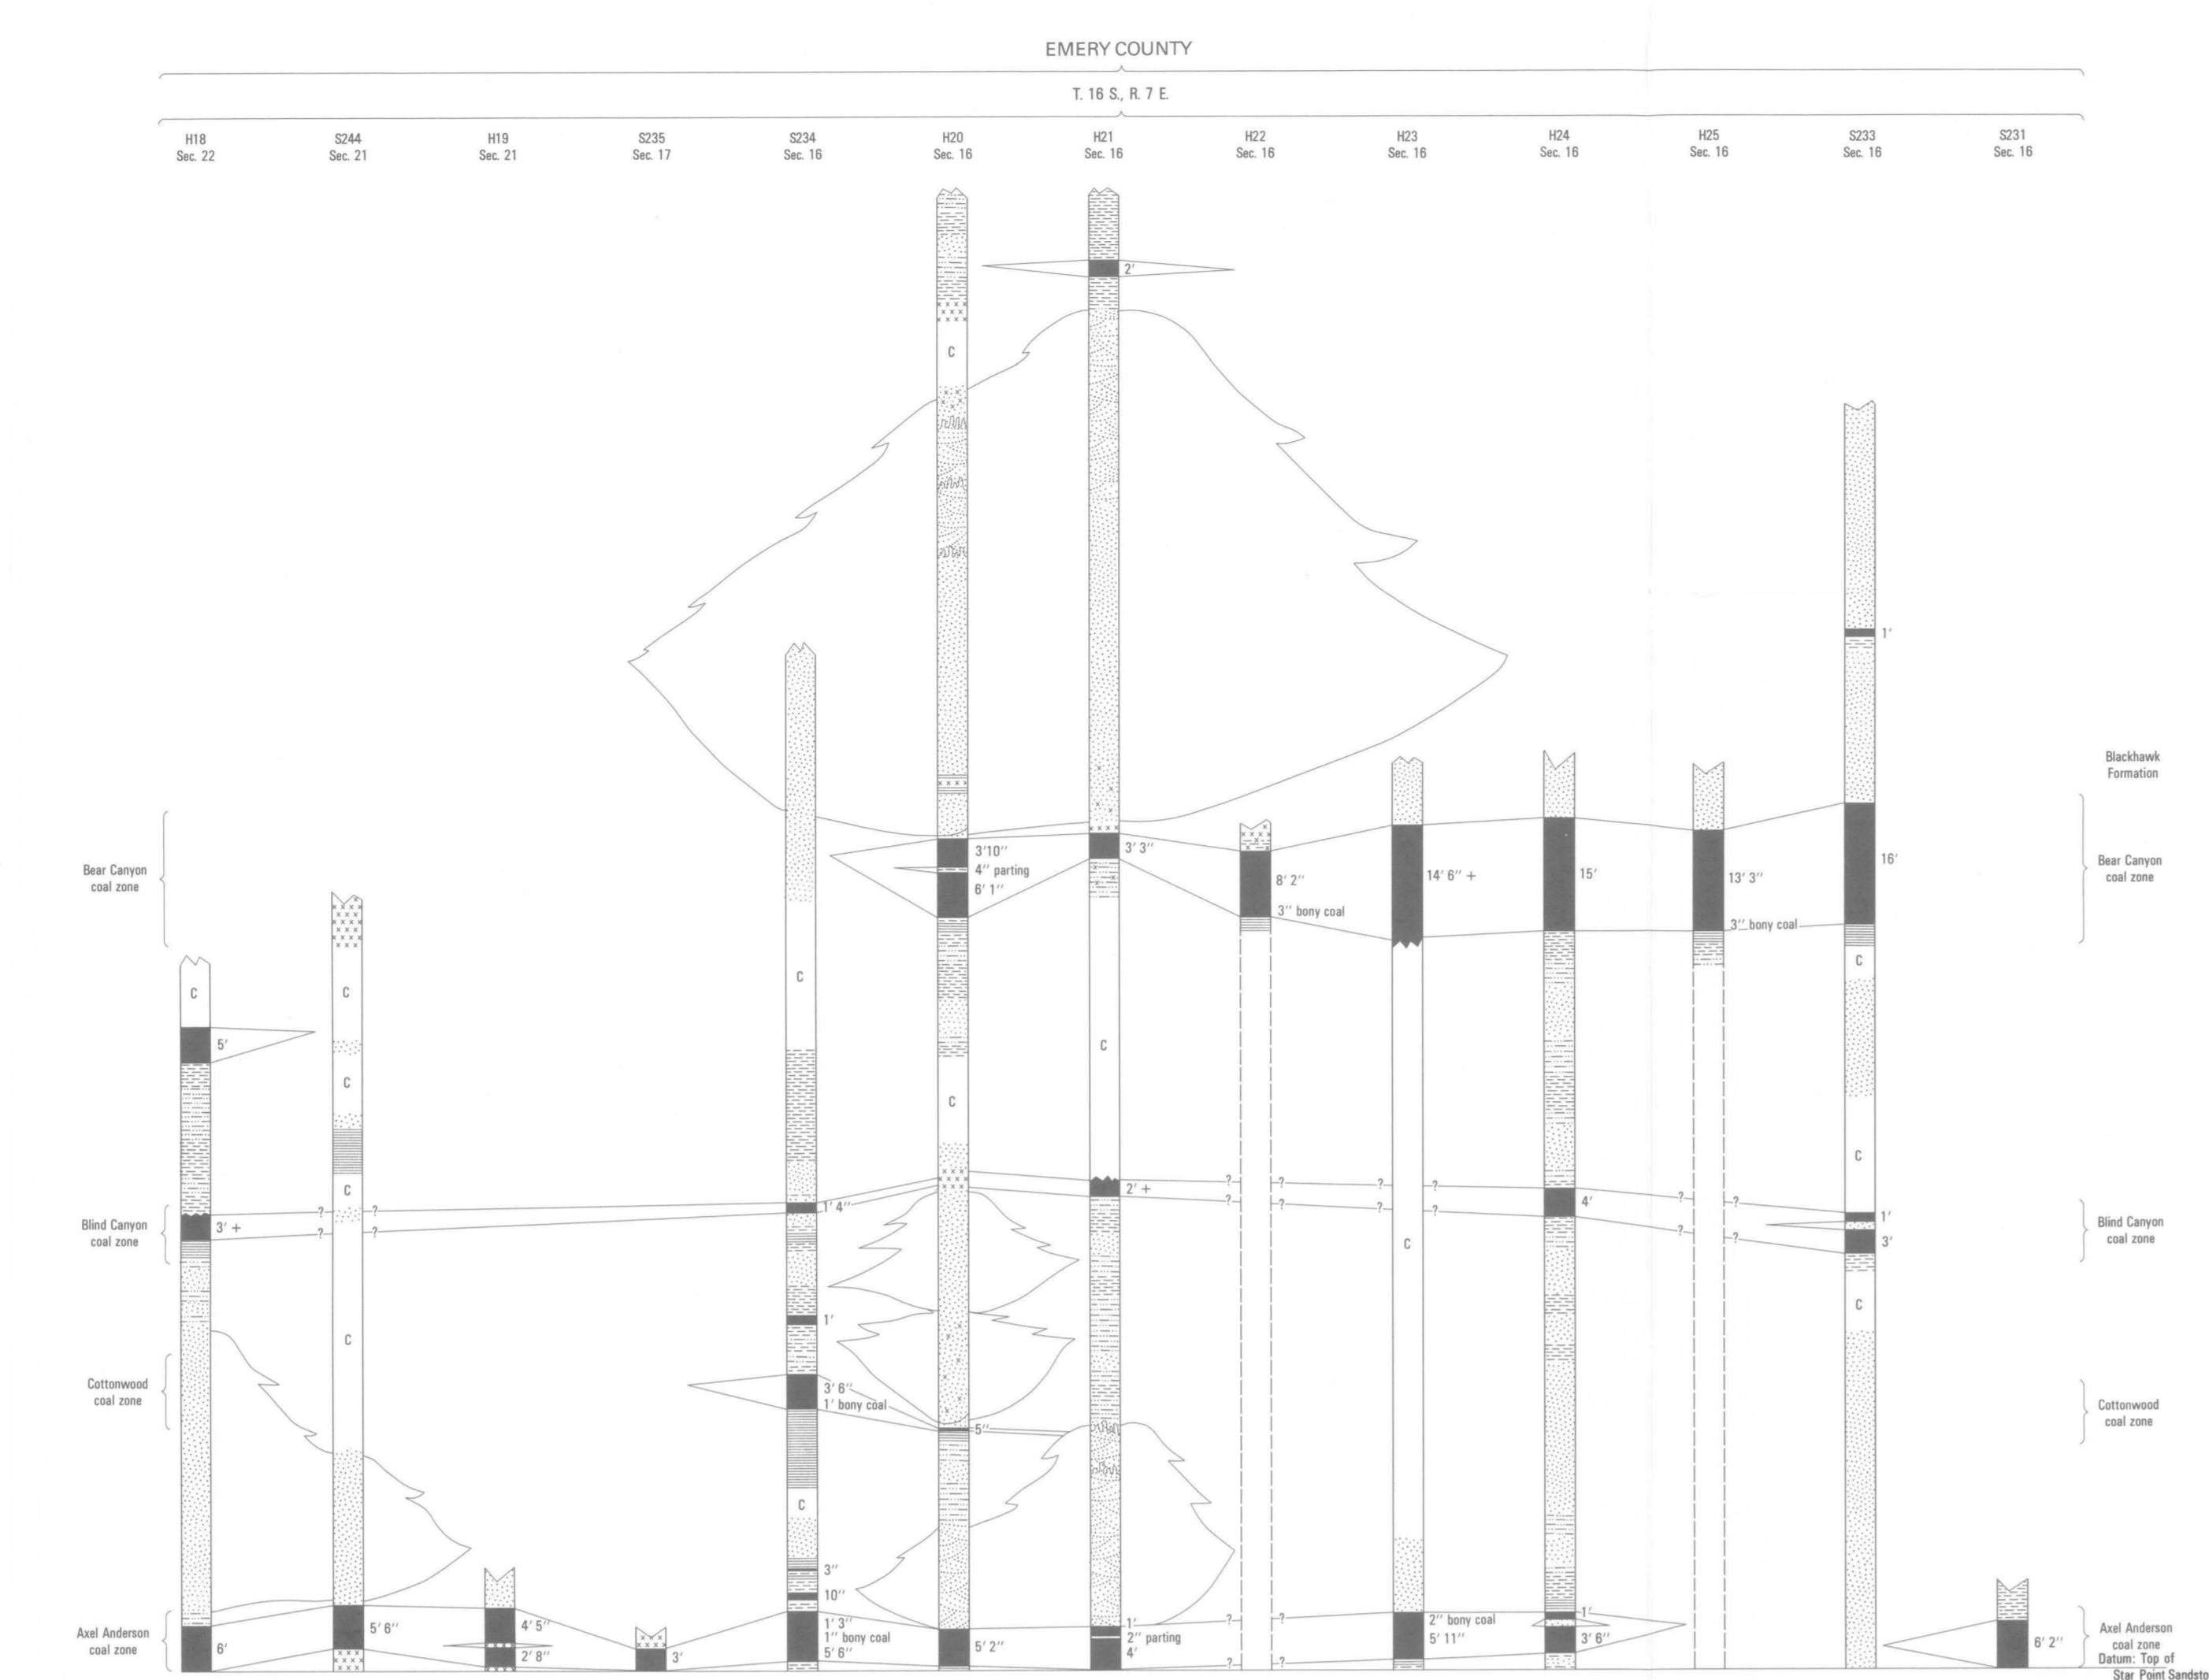 EMERY COUNTY
T. 16 S., R. 7 E.
H18 S244 H19 S235 S234 H20 H21 H22 H23 H24 H25 S233 S231
Sec. 22 Sec. 21 Sec. 21 Sec. 17 Sec. 16 Sec. 16 Sec. 16 Sec. 16 Sec. 16 Sec. 16 Sec. 16 Sec. 16 Sec. 16
2'
C
1'
Blackhawk
Formation
Bear Canyon
coal zone
3'10"
4" parting
6' 1"
3' 3"
8' 2"
3" bony coal
14' 6" +
15'
13' 3"
3" bony coal
16'
Bear Canyon
coal zone
C
C
C
C
C
5'
C
C
C
C
C
Blind Canyon
coal zone
3' +
? ?
? ?
1' 4"
2' +
? ? ? ?
? ? ? ?
4'
? ?
? ?
1'
3'
Blind Canyon
coal zone
C
C
C
1'
Cottonwood
coal zone
3' 6"
1' bony coal
5"
Cottonwood
coal zone
C
3"
10"
Axel Anderson
coal zone
6'
5' 6"
4' 5"
2' 8"
3'
1' 3"
1" bony coal
5' 6"
5' 2"
1'
2" parting
4'
? ?
? ?
2" bony coal
5' 11"
1'
3' 6"
6' 2"
Axel Anderson
coal zone
Datum: Top of
Star Point Sandsto